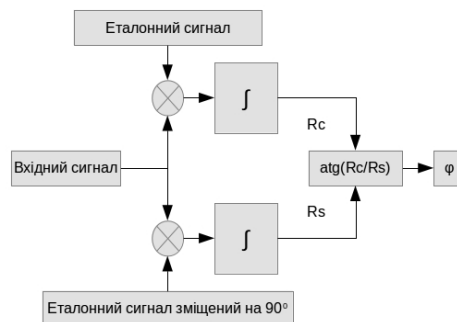 Еталонний сигнал
∫
Rc
Вхідний сигнал
atg(Rc/Rs)
φ
Rs
∫
Еталонний сигнал зміщений на 90°